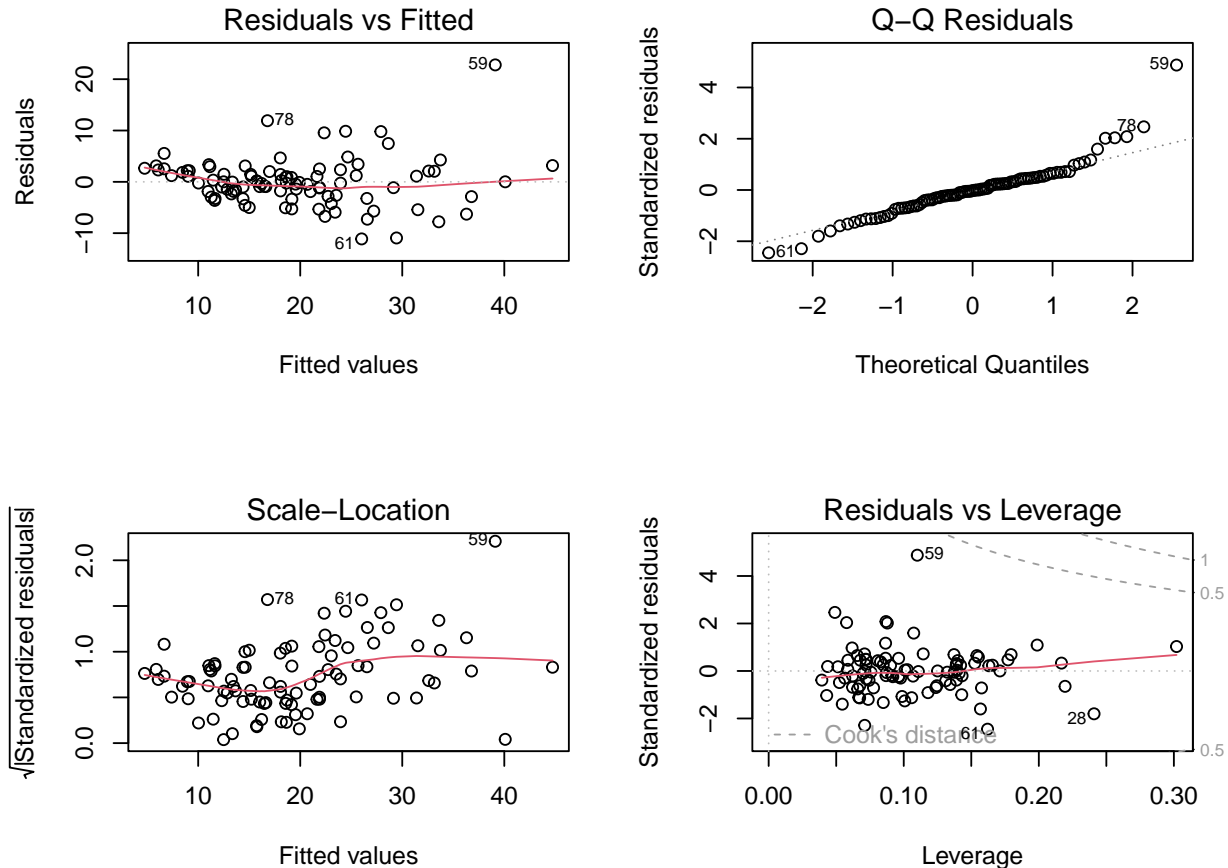 Residuals vs Fitted
Residuals
20
10
0
−10
59
78
61
10 20 30 40
Fitted values
Q−Q Residuals
Standardized residuals
4
2
0
−2
59
78
61
−2 −1 0 1 2
Theoretical Quantiles
Scale−Location
√|Standardized residuals|
2.0
1.0
0.0
59
78
61
10 20 30 40
Fitted values
Residuals vs Leverage
Standardized residuals
4
2
0
−2
59
61
28
Cook's distance
1
0.5
0.5
0.00 0.10 0.20 0.30
Leverage